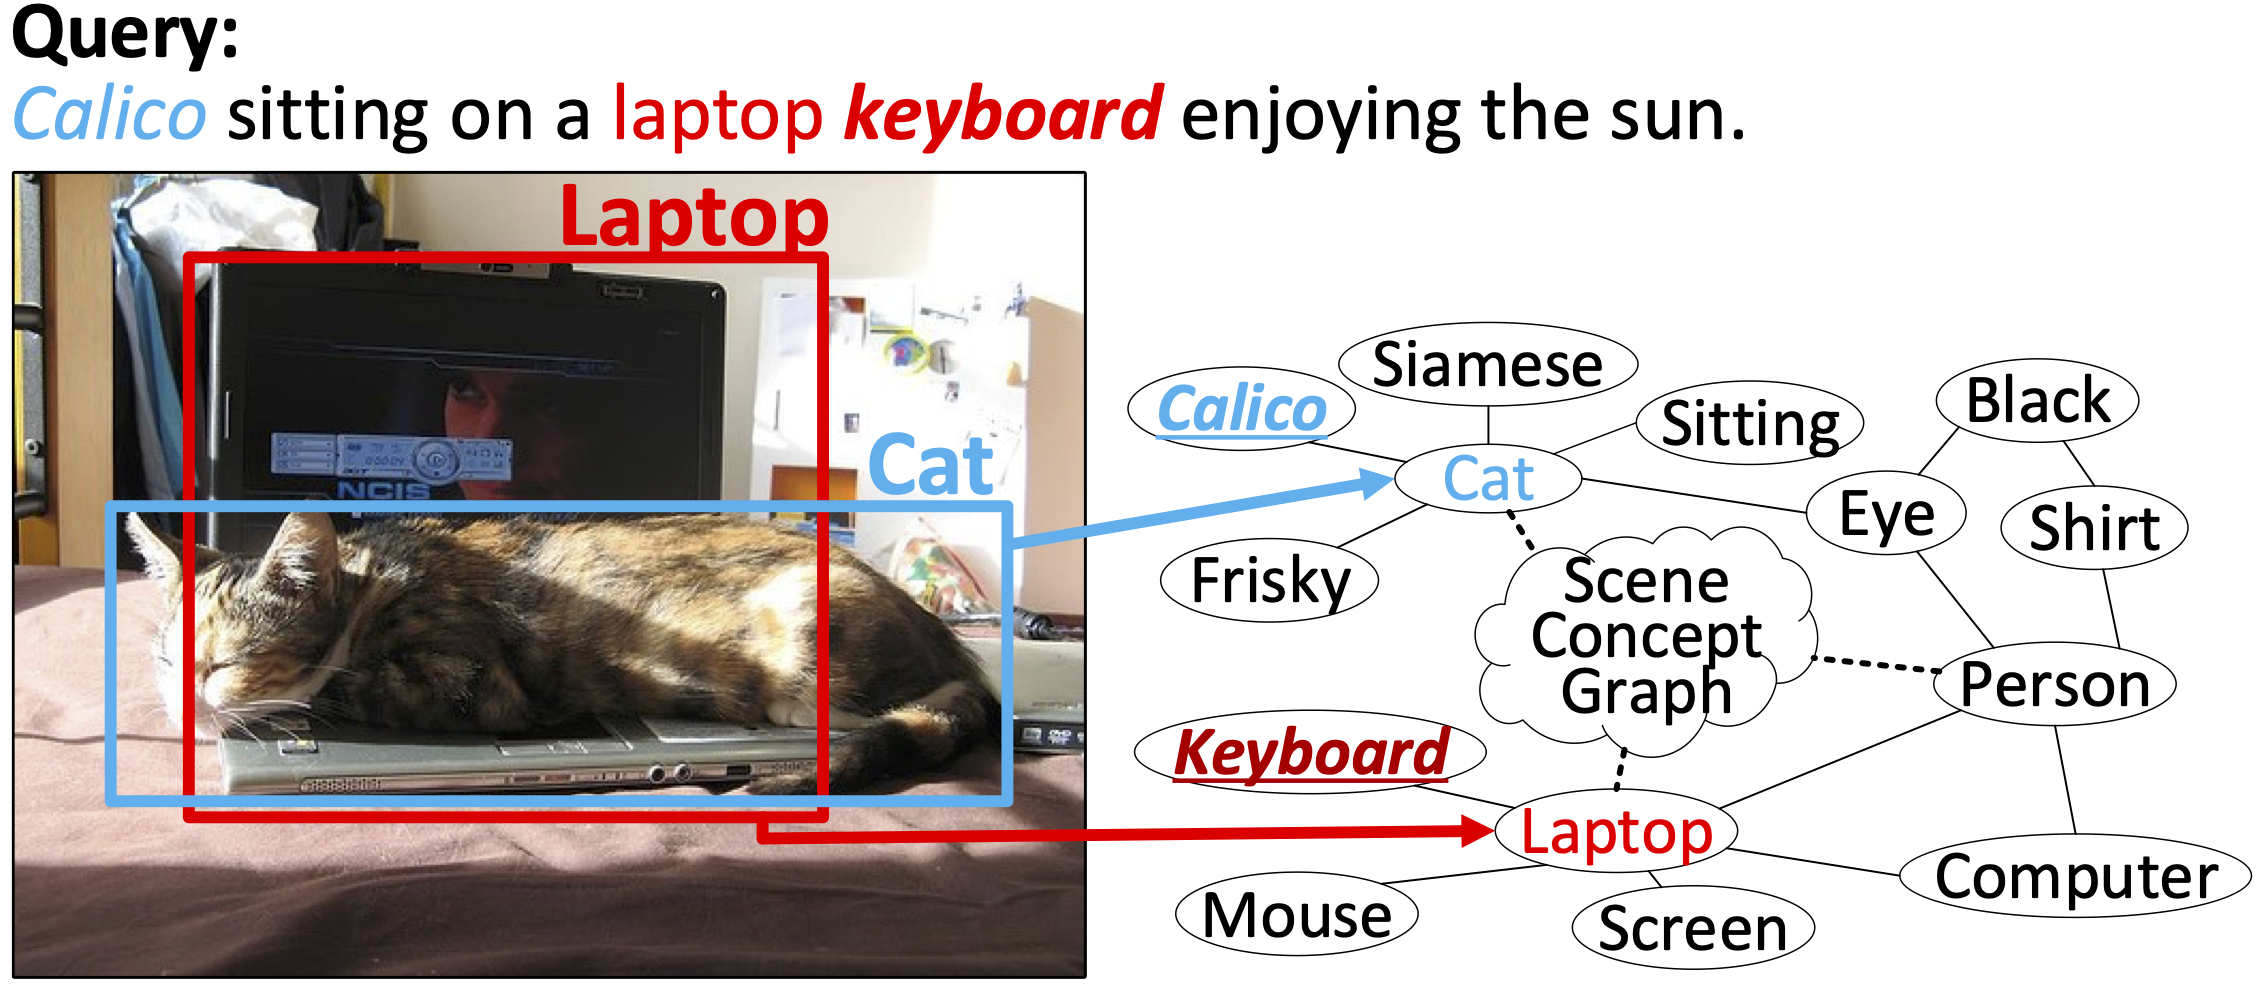 Query:
Calico sitting on a laptop keyboard enjoying the sun.
Laptop
Cat
NCIS
Siamese
Calico
Sitting
Black
Cat
Eye
Shirt
Frisky
Scene
Concept
Graph
Person
Keyboard
Laptop
Computer
Mouse
Screen